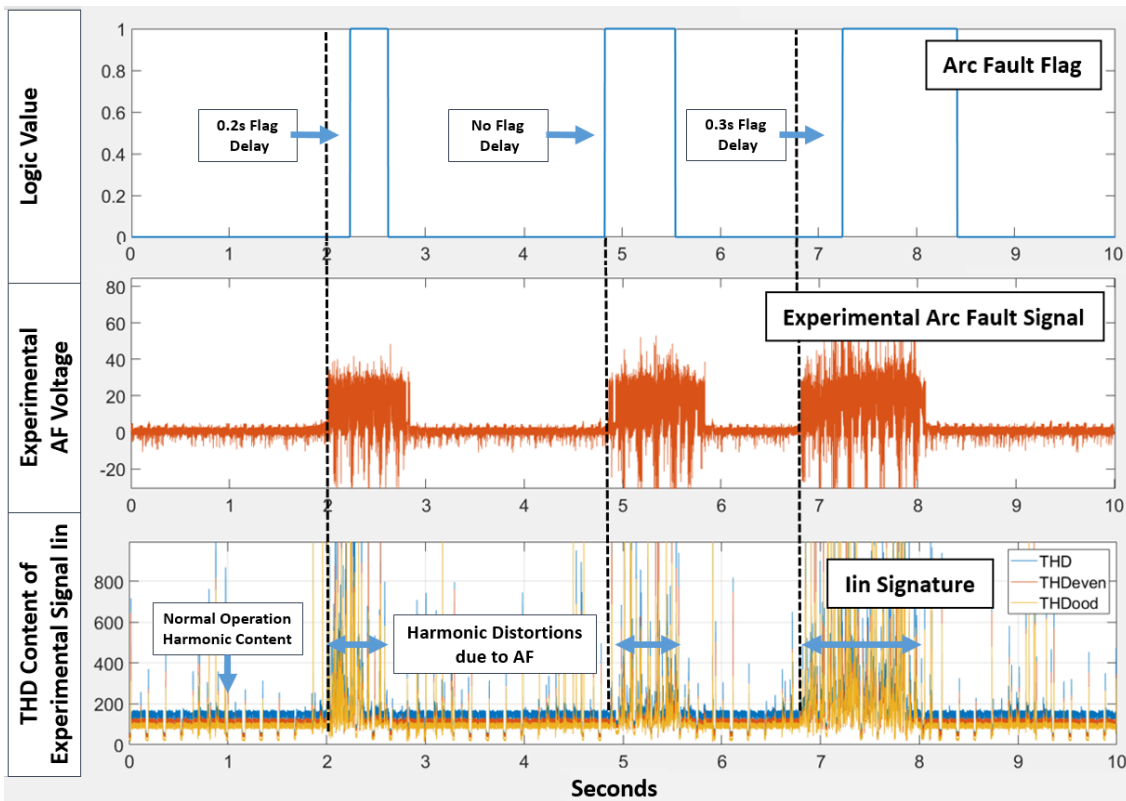 Logic Value
1
0.8
0.6
0.4
0.2
0
Arc Fault Flag
0.2s Flag
Delay
No Flag
Delay
0.3s Flag
Delay
0 1 2 3 4 5 6 7 8 9 10
Experimental
AF Voltage
80
60
40
20
0
-20
Experimental Arc Fault Signal
0 1 2 3 4 5 6 7 8 9 10
THD Content of
Experimental Signal Iin
800
600
400
200
0
Normal Operation
Harmonic Content
Harmonic Distortions
due to AF
Iin Signature
THD
THDeven
THDood
0 1 2 3 4 5 6 7 8 9 10
Seconds